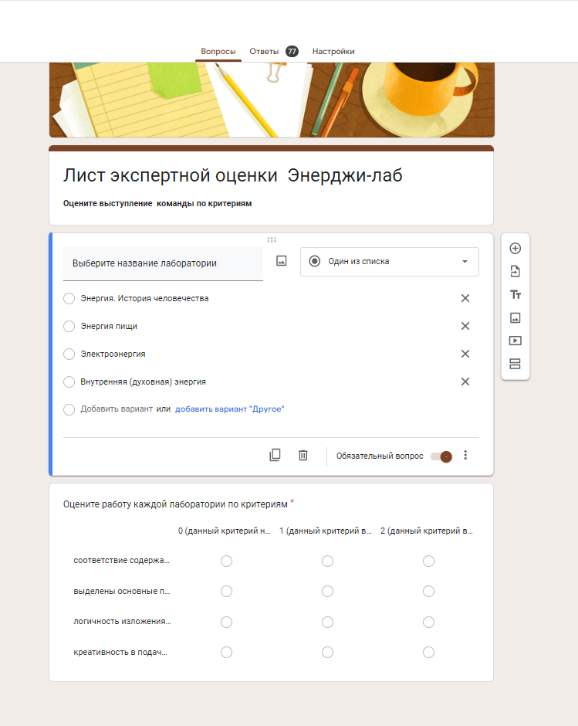 Вопросы Ответы 77 Настройки
Лист экспертной оценки Энерджи-лаб
Оцените выступление команды по критериям
Выберите название лаборатории Один из списка
Энергия. История человечества
Энергия пищи
Электроэнергия
Внутренняя (духовная) энергия
Добавить вариант или добавить вариант "Другое"
Обязательный вопрос
Tт
Оцените работу каждой лаборатории по критериям *
0 (данный критерий н... 1 (данный критерий в... 2 (данный критерий в...
соответствие содержа...
выделены основные п...
логичность изложения...
креативность в подач...